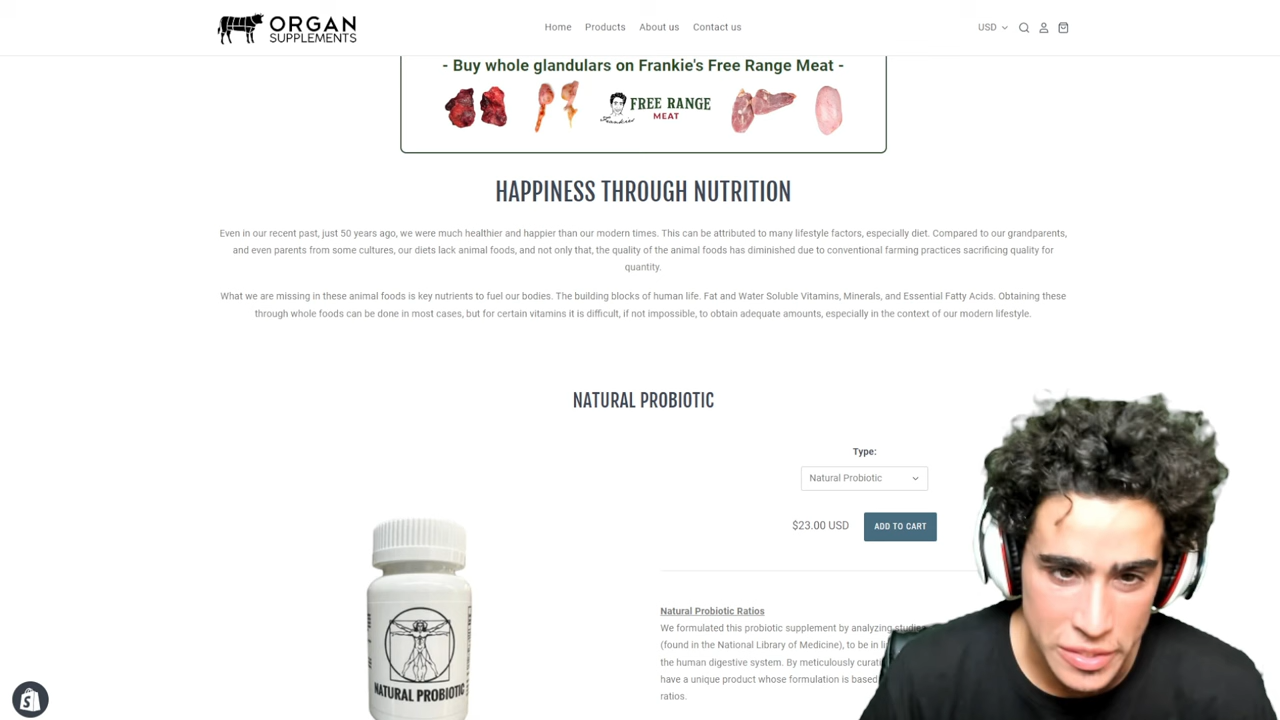 ORGAN
SUPPLEMENTS
Home Products About us Contact us
USD
- Buy whole glandulars on Frankie's Free Range Meat -
Frankie's FREE RANGE
MEAT
HAPPINESS THROUGH NUTRITION
Even in our recent past, just 50 years ago, we were much healthier and happier than our modern times. This can be attributed to many lifestyle factors, especially diet. Compared to our grandparents,
and even parents from some cultures, our diets lack animal foods, and not only that, the quality of the animal foods has diminished due to conventional farming practices sacrificing quality for
quantity.
What we are missing in these animal foods is key nutrients to fuel our bodies. The building blocks of human life. Fat and Water Soluble Vitamins, Minerals, and Essential Fatty Acids. Obtaining these
through whole foods can be done in most cases, but for certain vitamins it is difficult, if not impossible, to obtain adequate amounts, especially in the context of our modern lifestyle.
NATURAL PROBIOTIC
Type:
Natural Probiotic
$23.00 USD ADD TO CART
Natural Probiotic Ratios
We formulated this probiotic supplement by analyzing studies
(found in the National Library of Medicine), to be in
the human digestive system. By meticulously
have a unique product whose formulation is based
ratios.
NATURAL PROBIOTIC